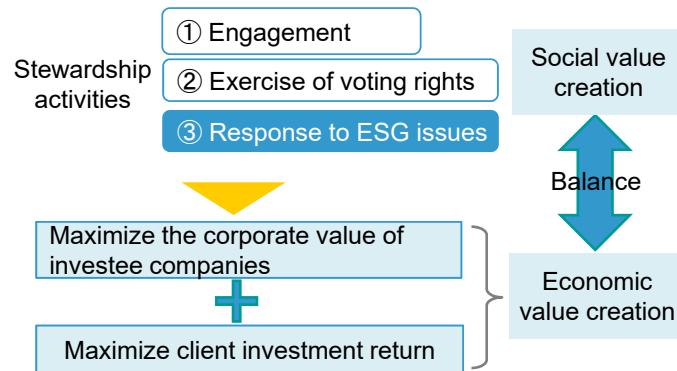 Stewardship
activities
① Engagement
② Exercise of voting rights
③ Response to ESG issues
Social value
creation
Balance
Maximize the corporate value of
investee companies
Economic
value creation
Maximize client investment return